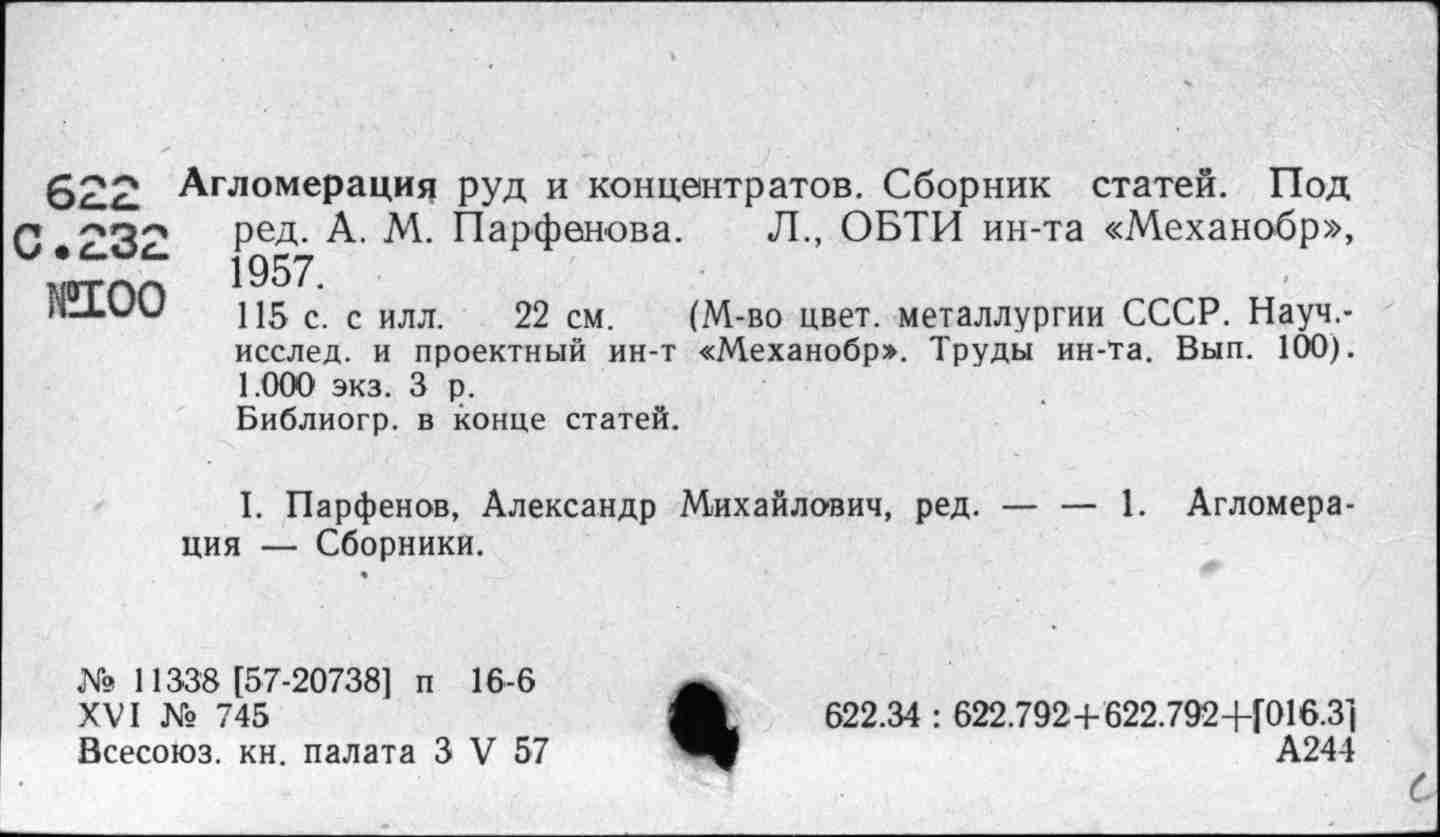 622 Агломерация руд и концентратов. Сборник статей. Под
С.232 ред. А. М. Парфенова. Л., ОБТИ ин-та «Механобр»,
1957.
№100
115 с. с илл. 22 см. (М-во цвет. металлургии СССР. Науч.-
исслед. и проектный ин-т «Механобр». Труды ин-та. Вып. 100).
1.000 экз. 3 р.
Библиогр. в конце статей.
I. Парфенов, Александр Михайлович, ред. — — 1. Агломера-
ция — Сборники.
№ 11338 [57-20738] п 16-6
XVI № 745 622.34 : 622.792+622.792+[016.3]
Всесоюз. кн. палата 3 V 57 А244
с